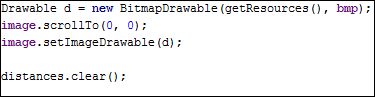 Drawable d = new BitmapDrawable(getResources(), bmp);
image.scrollTo(0, 0);
image.setImageDrawable(d);
distances.clear();